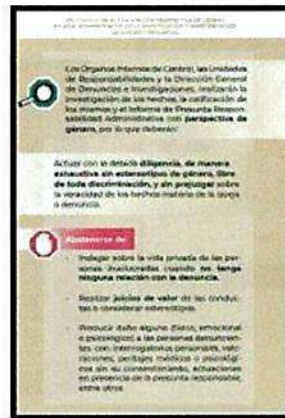 Los Órganos Internos de Control, las Unidades
de Responsabilidades y la Dirección General
de Denuncias e Investigaciones, realizarán la
investigación de los hechos, la calificación de
los mismos y el Informe de Presunta Respon-
sabilidad Administrativa con perspectiva de
género, por lo que deberán:
Actuar con la debida diligencia, de manera
exhaustiva sin estereotipos de género, libre
de toda discriminación, y sin prejuzgar sobre
la veracidad de los hechos materia de la queja
o denuncia.
Abstenerse de:
Indagar sobre la vida privada de las per-
sonas involucradas cuando no tenga
ninguna relación con la denuncia.
Realizar juicios de valor de las conduc-
tas o considerar estereotipos.
Producir daño alguno (físico, emocional
o psicológico) a las personas denuncian-
tes, con interrogatorios personales, valo-
raciones, peritajes médicos o psicológi-
cos sin su consentimiento, actuaciones
en presencia de la presunta responsable,
entre otros.